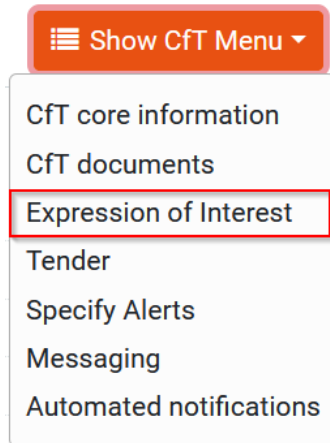 Show CfT Menu
CfT core information
CfT documents
Expression of Interest
Tender
Specify Alerts
Messaging
Automated notifications